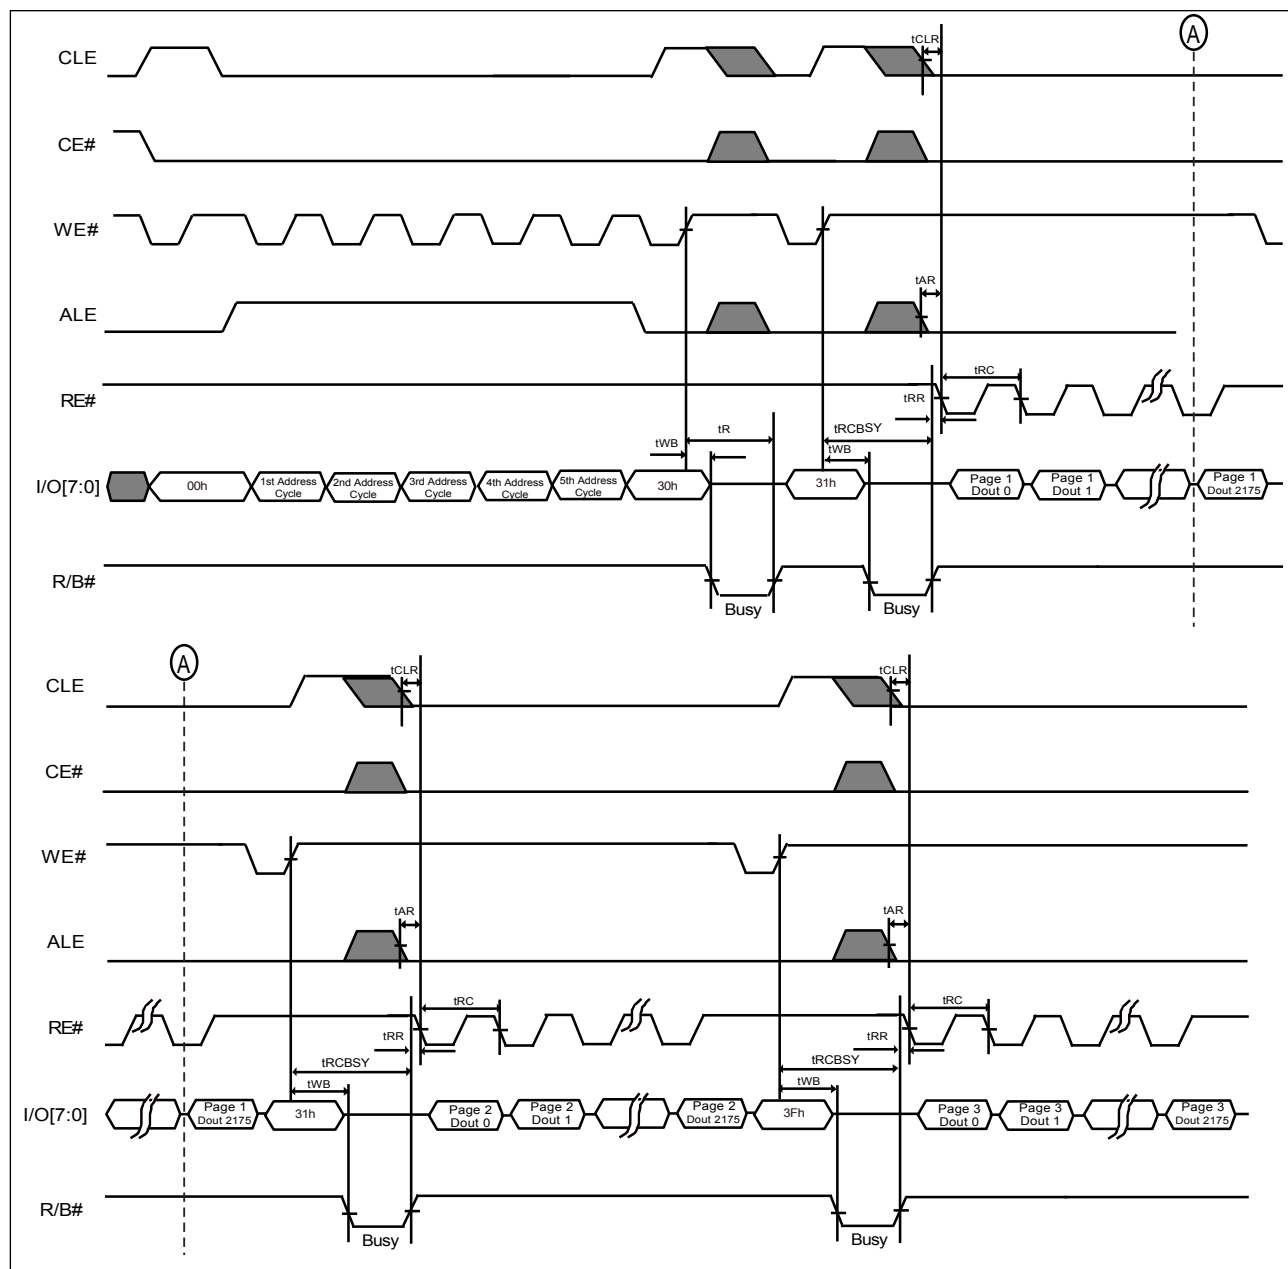 A
tCLR
CLE
CE#
WE#
tAR
ALE
tRC
RE#
tRR
tR
tRCBSY
tWB
tWB
I/O[7:0]
00h
1st Address
Cycle
2nd Address
Cycle
3rd Address
Cycle
4th Address
Cycle
5th Address
Cycle
30h
31h
Page 1
Dout 0
Page 1
Dout 1
Page 1
Dout 2175
R/B#
Busy
Busy
A
tCLR
tCLR
CLE
CE#
WE#
tAR
tAR
ALE
tRC
tRC
RE#
tRR
tRR
tRCBSY
tRCBSY
tWB
tWB
I/O[7:0]
Page 1
Dout 2175
31h
Page 2
Dout 0
Page 2
Dout 1
Page 2
Dout 2175
3Fh
Page 3
Dout 0
Page 3
Dout 1
Page 3
Dout 2175
R/B#
Busy
Busy